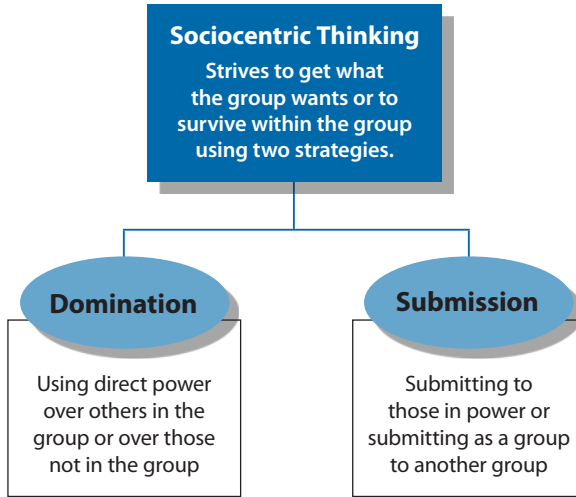 Sociocentric Thinking
Strives to get what
the group wants or to
survive within the group
using two strategies.
Domination
Using direct power
over others in the
group or over those
not in the group
Submission
Submitting to
those in power or
submitting as a group
to another group